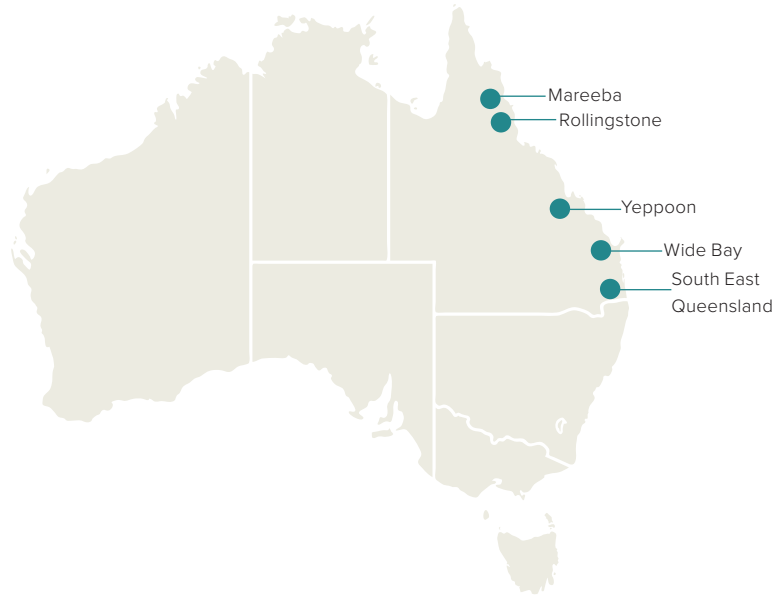 Mareeba
Rollingstone
Yeppoon
Wide Bay
South East
Queensland